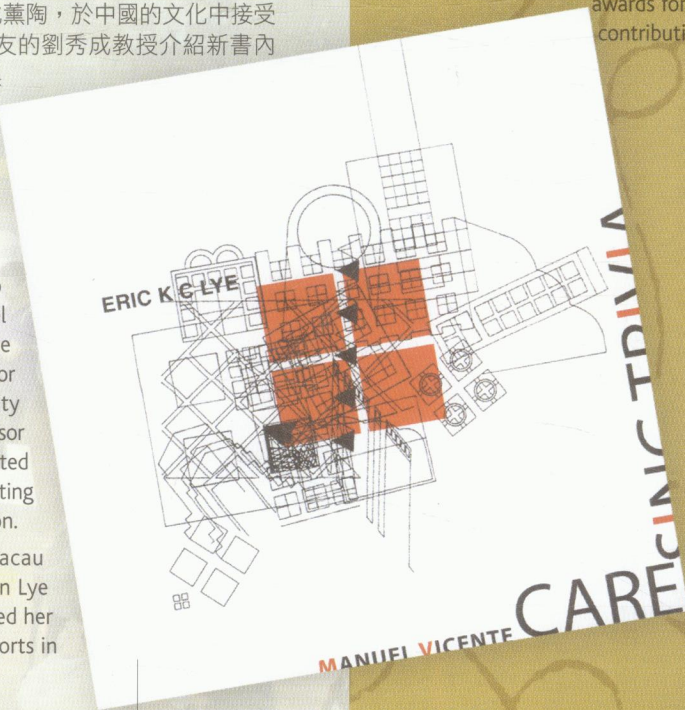 薰陶，於中國的文化中接受
友的劉秀成教授介紹新書內
awards for
contributi
l
e
or
ty
sor
ted
ting
on.
acau
n Lye
ed her
orts in
ERIC K C LYE
MANUEL VICENTE
CARE
SING TRIVIA